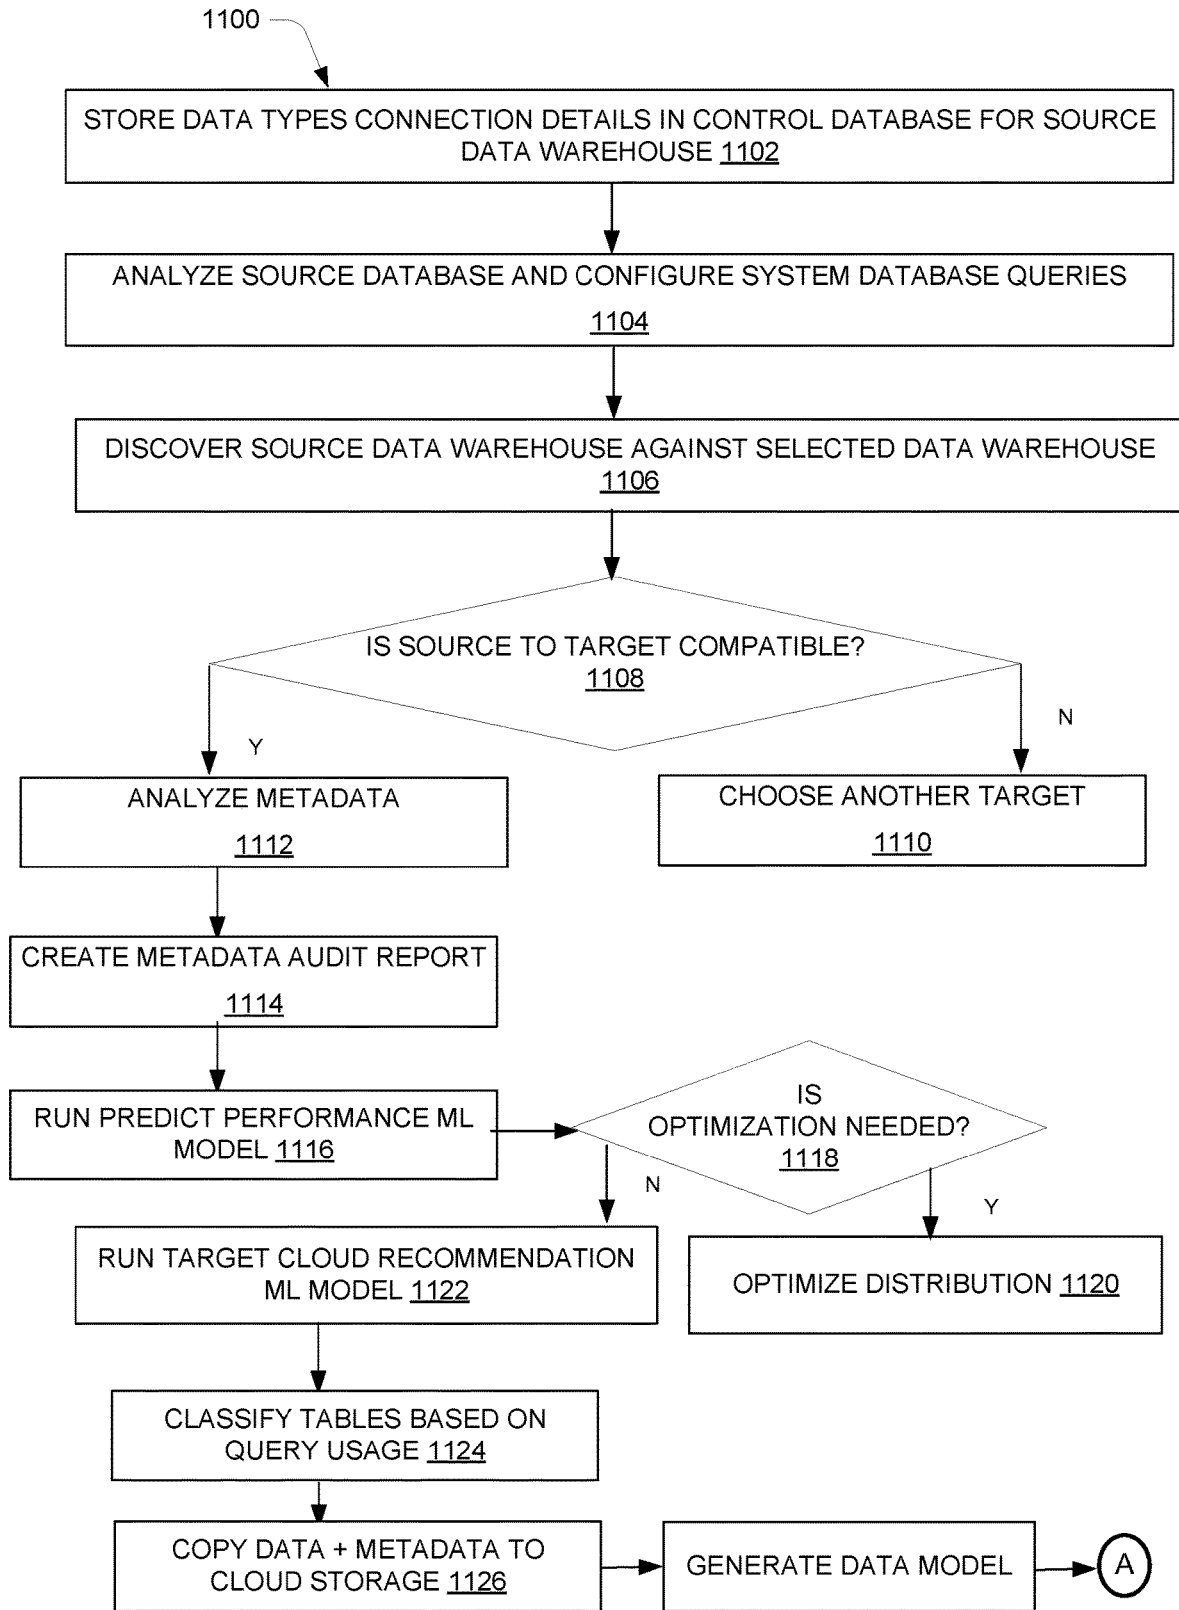 1100
STORE DATA TYPES CONNECTION DETAILS IN CONTROL DATABASE FOR SOURCE
DATA WAREHOUSE 1102
ANALYZE SOURCE DATABASE AND CONFIGURE SYSTEM DATABASE QUERIES
1104
DISCOVER SOURCE DATA WAREHOUSE AGAINST SELECTED DATA WAREHOUSE
1106
IS SOURCE TO TARGET COMPATIBLE?
1108
Y
N
ANALYZE METADATA
1112
CHOOSE ANOTHER TARGET
1110
CREATE METADATA AUDIT REPORT
1114
RUN PREDICT PERFORMANCE ML
MODEL 1116
IS
OPTIMIZATION NEEDED?
1118
N
Y
RUN TARGET CLOUD RECOMMENDATION
ML MODEL 1122
OPTIMIZE DISTRIBUTION 1120
CLASSIFY TABLES BASED ON
QUERY USAGE 1124
COPY DATA + METADATA TO
CLOUD STORAGE 1126
GENERATE DATA MODEL
A